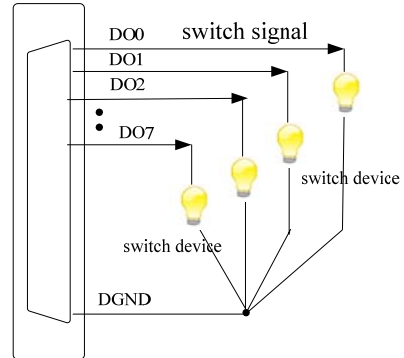 DO0
switch signal
DO1
DO2
DO7
switch device
switch device
DGND